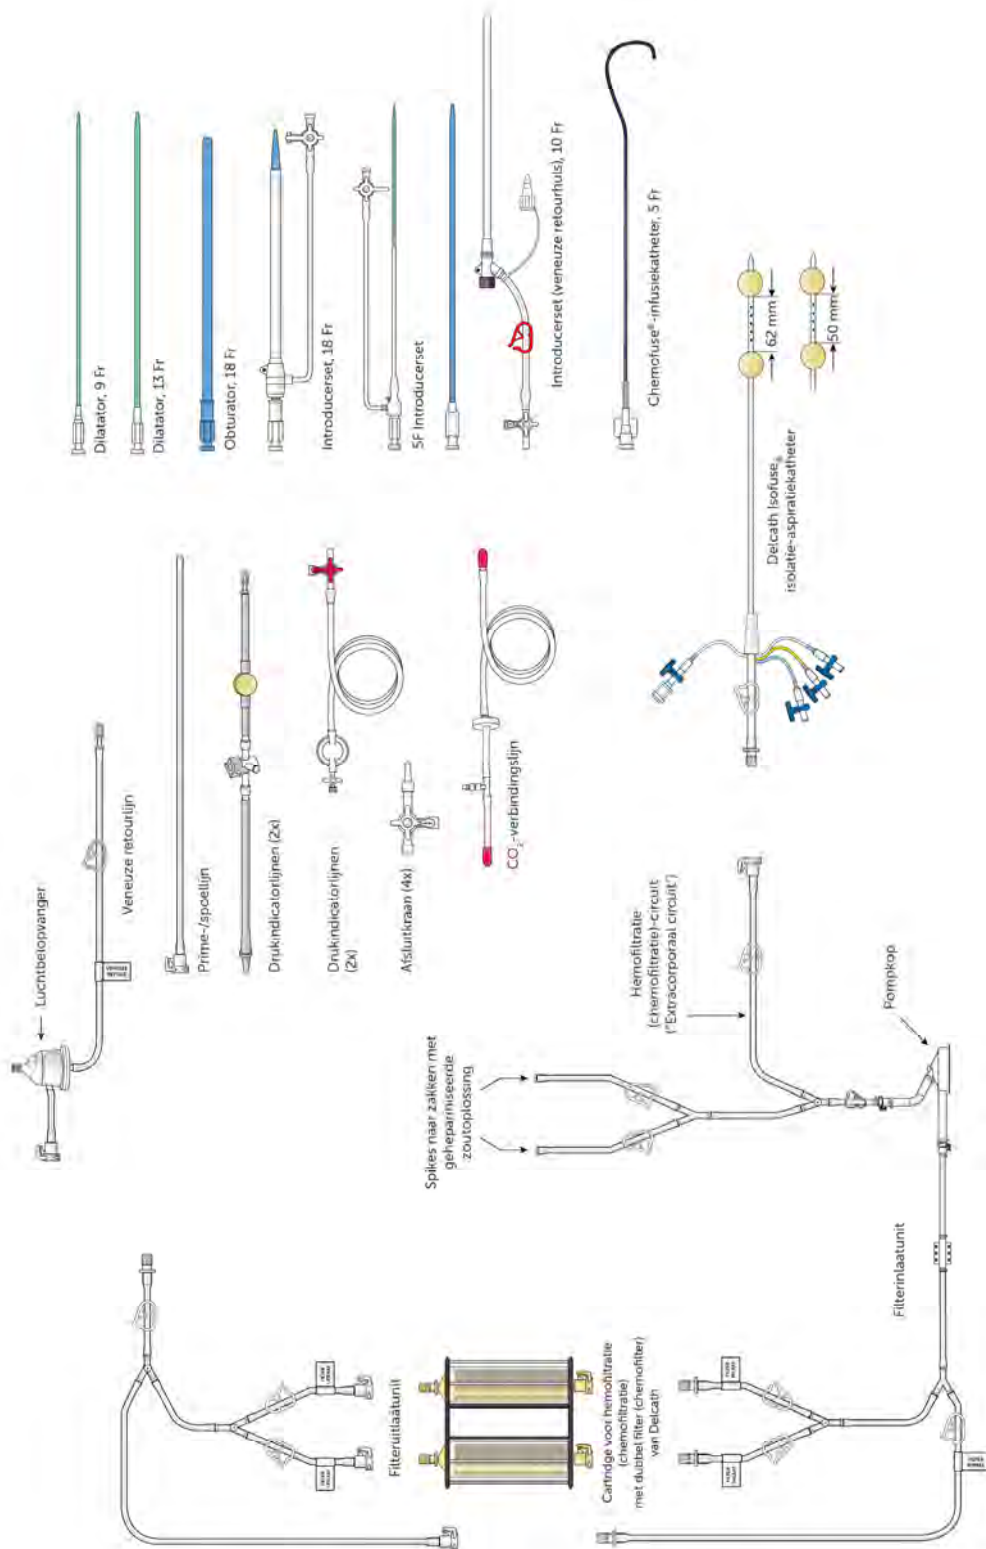 Luchtbelopvanger
Veneuze retourlijn
Prime-/spoellijn
Drukindicatorlijnen (2x)
Drukindicatorlijnen
(2x)
Afsluitkraan (4x)
CO₂-verbindingslijn
Dilatator, 9 Fr
Dilatator, 13 Fr
Obturator, 18 Fr
Introducerset, 18 Fr
5F Introducerset
Introducerset (veneuze retourhuls), 10 Fr
Chemofuse®-infusiekatheter, 5 Fr
Filteruitlaatunit
Cartridge voor hemofiltratie
(chemofiltratie)
met dubbel filter (chemofilter)
van Delcath
Spikes naar zakken met
gehepariniseerde
zoutoplossing
Hemofiltratie
(chemofiltratie)-circuit
("Extracorporaal circuit")
Filterinlaatunit
Pompkop
Delcath Isofuse®
isolatie-aspiratiekatheter
62 mm
50 mm